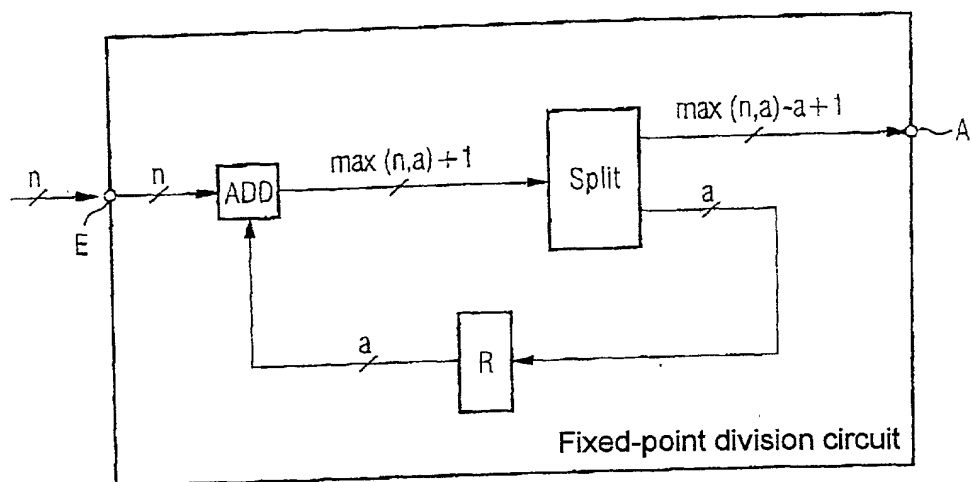 max (n,a)-a+1
A
max (n,a)+1
Split
n
n
ADD
E
a
a
R
Fixed-point division circuit